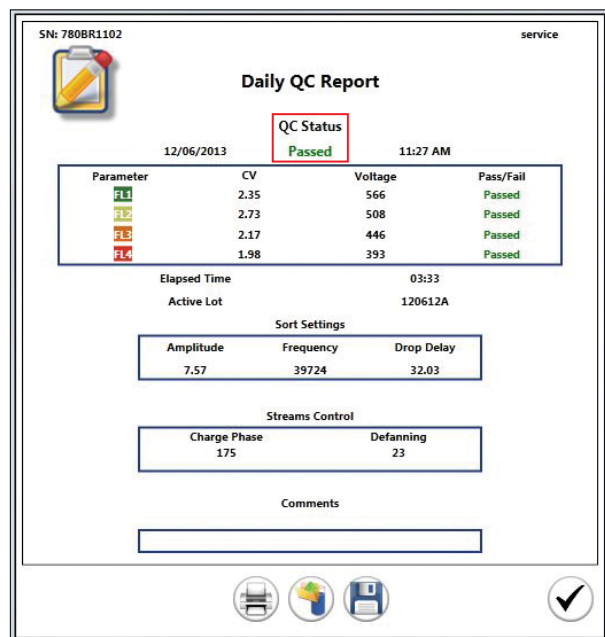 SN: 780BR1102 service
Daily QC Report
QC Status
12/06/2013 Passed 11:27 AM
Parameter CV Voltage Pass/Fail
FL1 2.35 566 Passed
FL2 2.73 508 Passed
FL3 2.17 446 Passed
FL4 1.98 393 Passed
Elapsed Time 03:33
Active Lot 120612A
Sort Settings
Amplitude Frequency Drop Delay
7.57 39724 32.03
Streams Control
Charge Phase Defanning
175 23
Comments